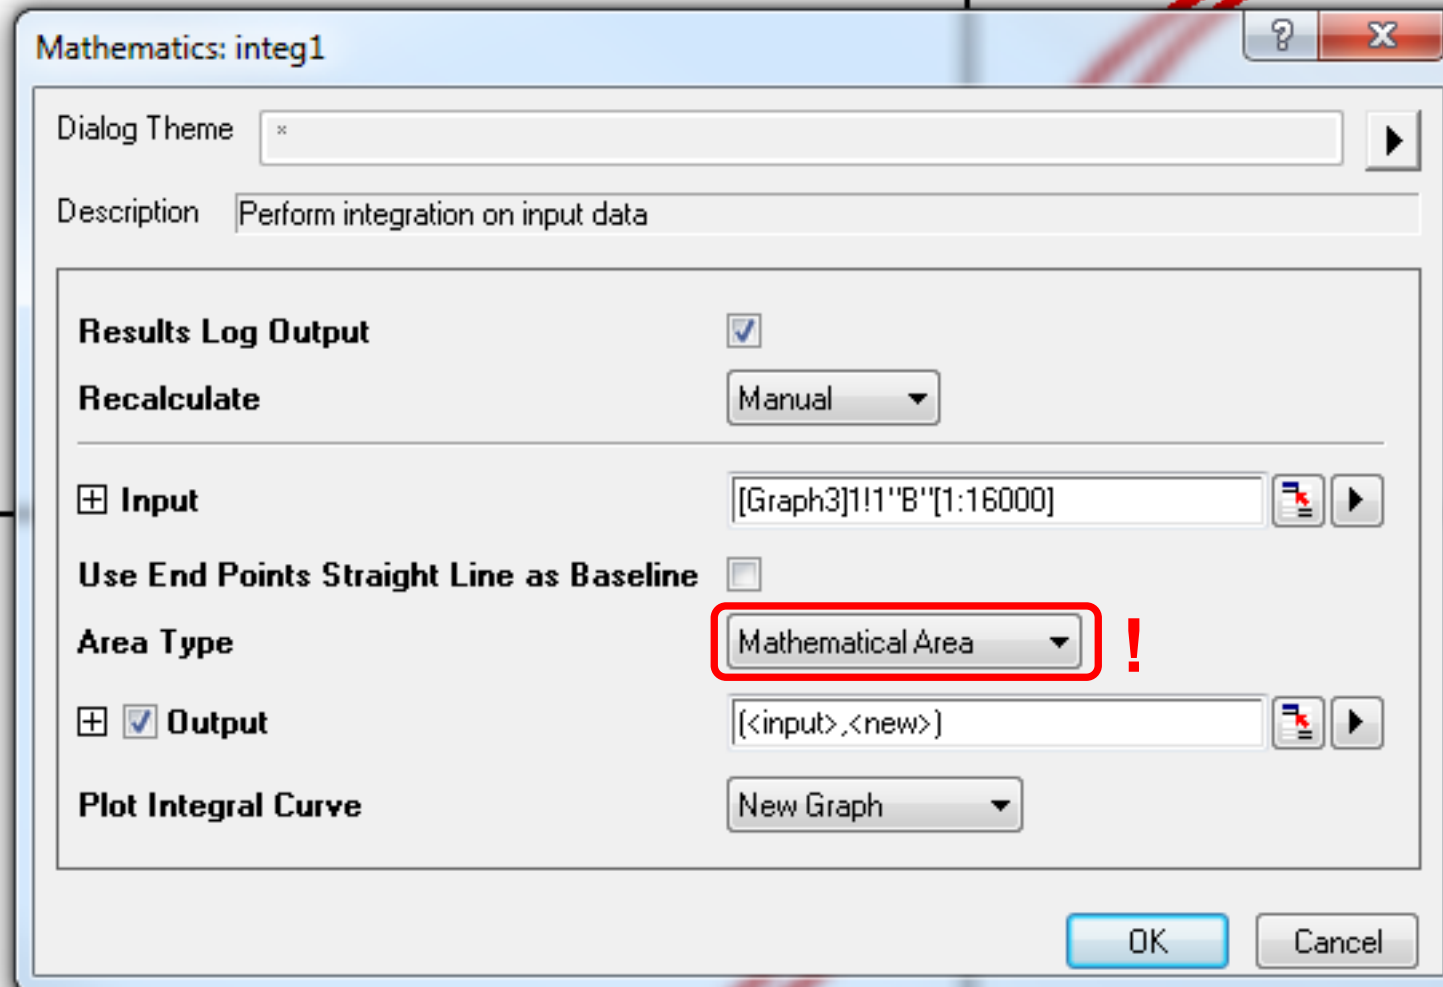 Mathematics: integ1
?
Dialog Theme *
Description Perform integration on input data
Results Log Output
Recalculate Manual
Input [Graph3]1!1"B"[1:16000]
Use End Points Straight Line as Baseline
Area Type Mathematical Area !
Output (<input>,<new>)
Plot Integral Curve New Graph
OK Cancel